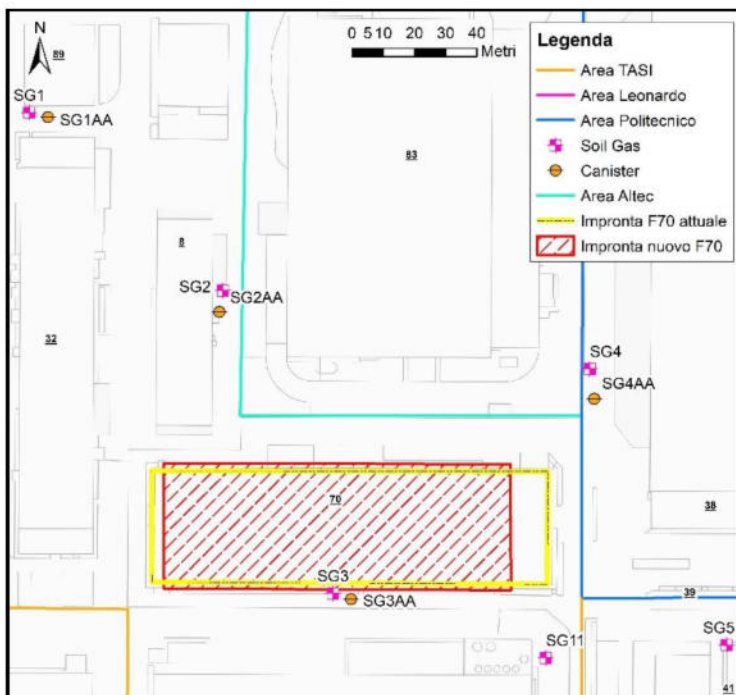 N
89
0 5 10 20 30 40
Metri
SG1
SG1AA
83
8
SG2
SG2AA
32
SG4
SG4AA
70
38
SG3
SG3AA
39
SG11
SG5
41
Legenda
Area TASI
Area Leonardo
Area Politecnico
Soil Gas
Canister
Area Altec
Impronta F70 attuale
Impronta nuovo F70